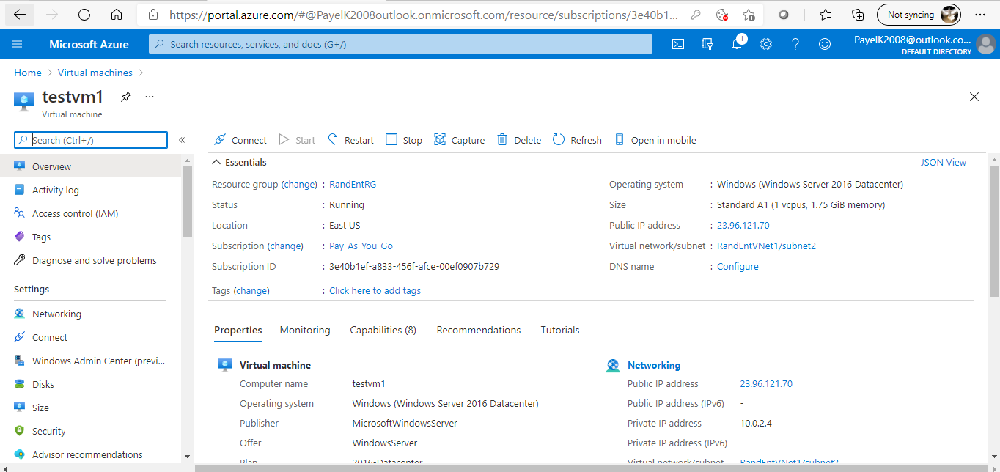 https://portal.azure.com/#@PayelK2008outlook.onmicrosoft.com/resource/subscriptions/3e40b1... Not syncing
Microsoft Azure Search resources, services, and docs (G+/) 1 PayelK2008@outlook.co... DEFAULT DIRECTORY
Home > Virtual machines >
testvm1 ...
Virtual machine
Search (Ctrl+/) « Connect Start Restart Stop Capture Delete Refresh Open in mobile
Overview
Activity log
Access control (IAM)
Tags
Diagnose and solve problems
Settings
Networking
Connect
Windows Admin Center (previ...
Disks
Size
Security
Advisor recommendations
Essentials JSON View
Resource group (change) : RandEntRG
Status : Running
Location : East US
Subscription (change) : Pay-As-You-Go
Subscription ID : 3e40b1ef-a833-456f-afce-00ef0907b729
Tags (change) : Click here to add tags
Operating system : Windows (Windows Server 2016 Datacenter)
Size : Standard A1 (1 vcpus, 1.75 GiB memory)
Public IP address : 23.96.121.70
Virtual network/subnet : RandEntVNet1/subnet2
DNS name : Configure
Properties Monitoring Capabilities (8) Recommendations Tutorials
Virtual machine
Computer name testvm1
Operating system Windows (Windows Server 2016 Datacenter)
Publisher MicrosoftWindowsServer
Offer WindowsServer
Plan 2016-Datacenter
Networking
Public IP address 23.96.121.70
Public IP address (IPv6) -
Private IP address 10.0.2.4
Private IP address (IPv6) -
Virtual network/subnet RandEntVNet1/subnet2